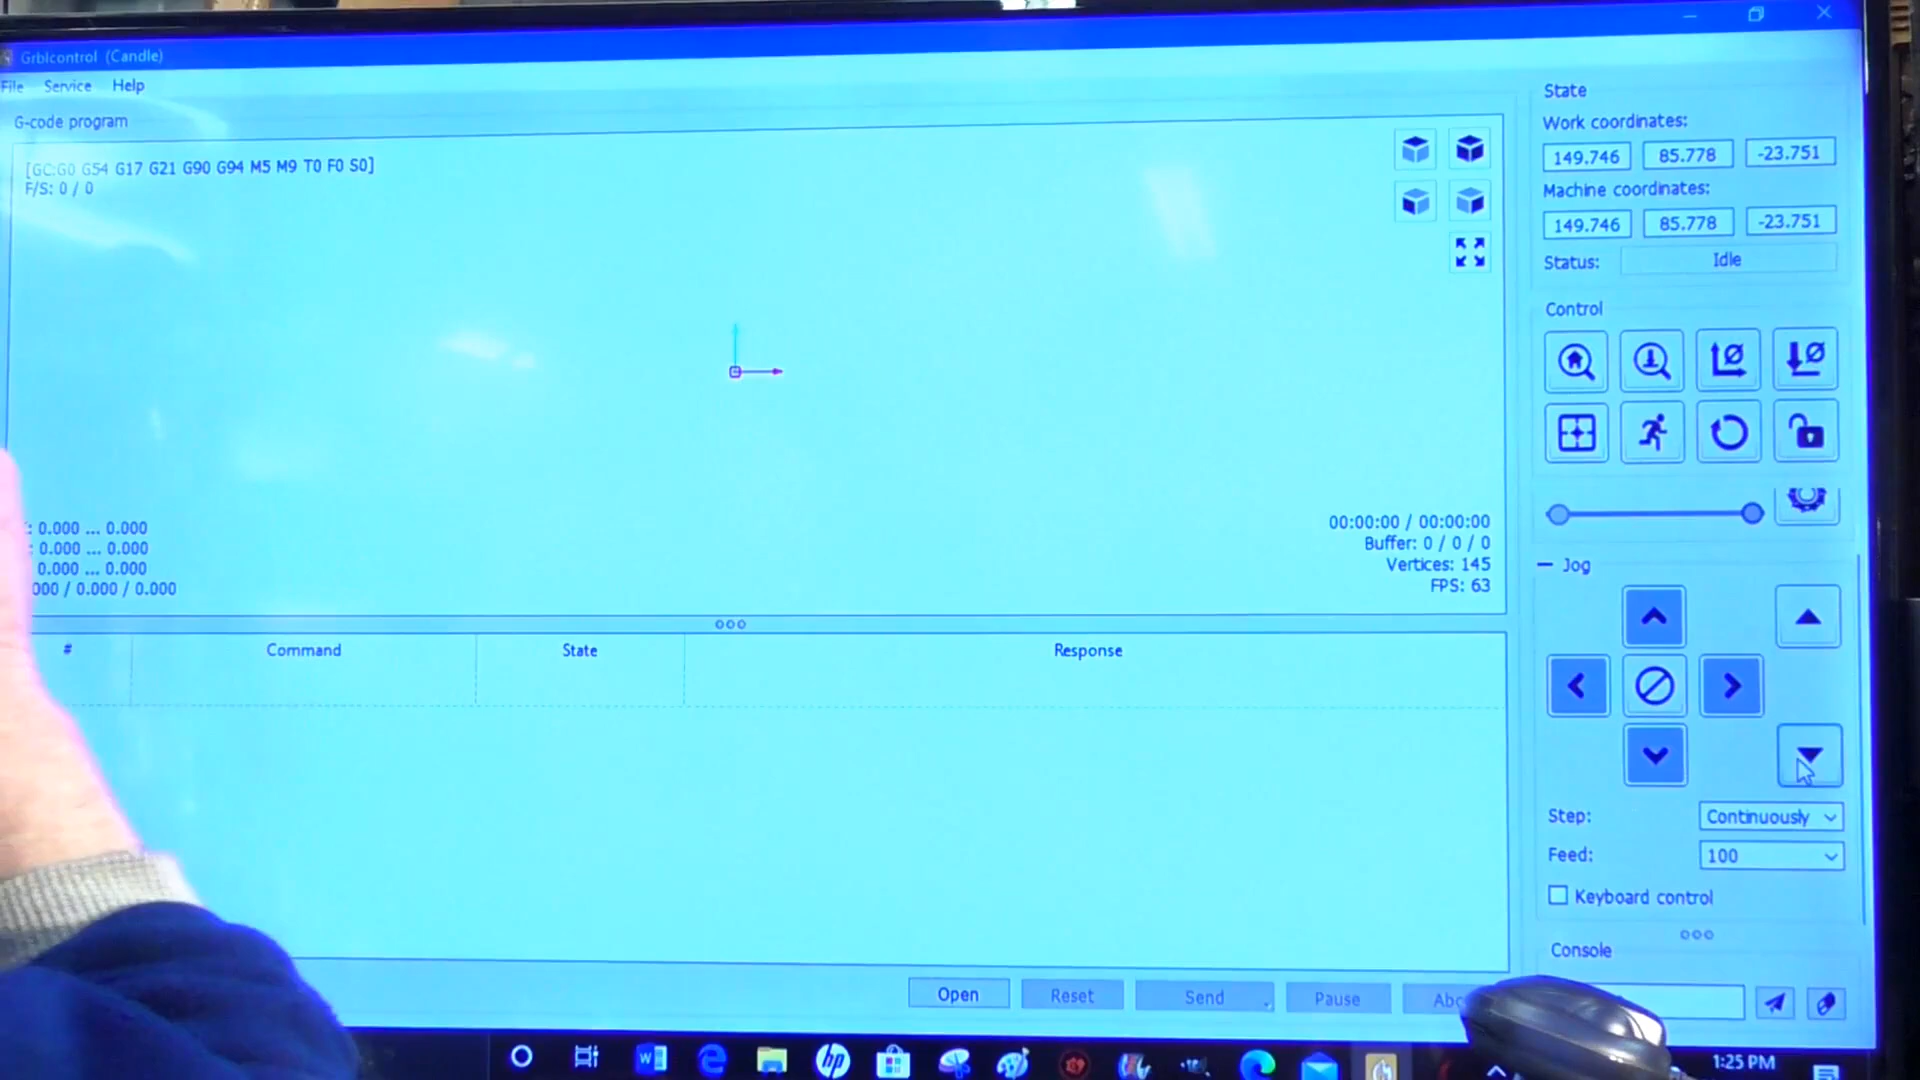 Grblcontrol (Candle)
File Service Help
G-code program
[GC:G0 G54 G17 G21 G90 G94 M5 M9 T0 F0 S0]
F/S: 0 / 0
: 0.000 ... 0.000
: 0.000 ... 0.000
0.000 ... 0.000
000 / 0.000 / 0.000
00:00:00 / 00:00:00
Buffer: 0 / 0 / 0
Vertices: 145
FPS: 63
# Command State Response
Open Reset Send Pause
State
Work coordinates:
149.746 85.778 -23.751
Machine coordinates:
149.746 85.778 -23.751
Status: Idle
Control
Jog
Step: Continuously
Feed: 100
Keyboard control
Console
W hp
1:25 PM